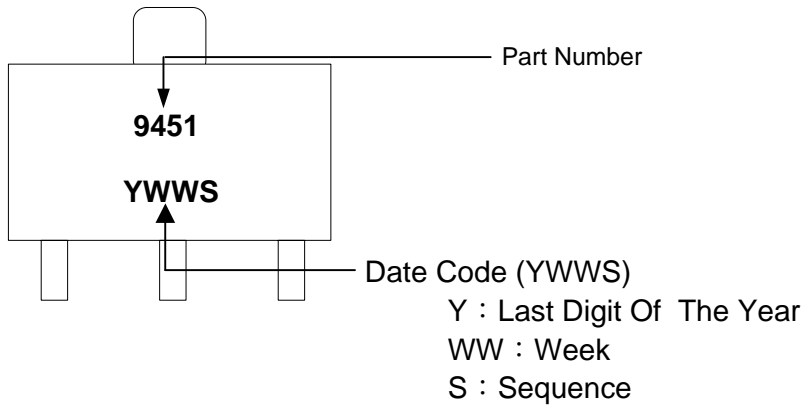 Part Number
9451
YWWS
Date Code (YWWS)
Y：Last Digit Of The Year
WW：Week
S：Sequence